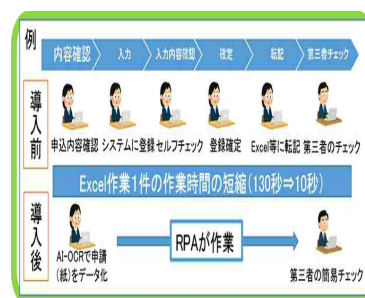 例
内容確認 入力 入力内容確認 確定 転記 第三者チェック
導入前
申込内容確認 システムに登録 セルフチェック 登録確定 Excel等に転記 第三者のチェック
Excel作業1件の作業時間の短縮(130秒⇒10秒)
導入後
RPAが作業
AI-OCRで申請
(紙)をデータ化
第三者の簡易チェック